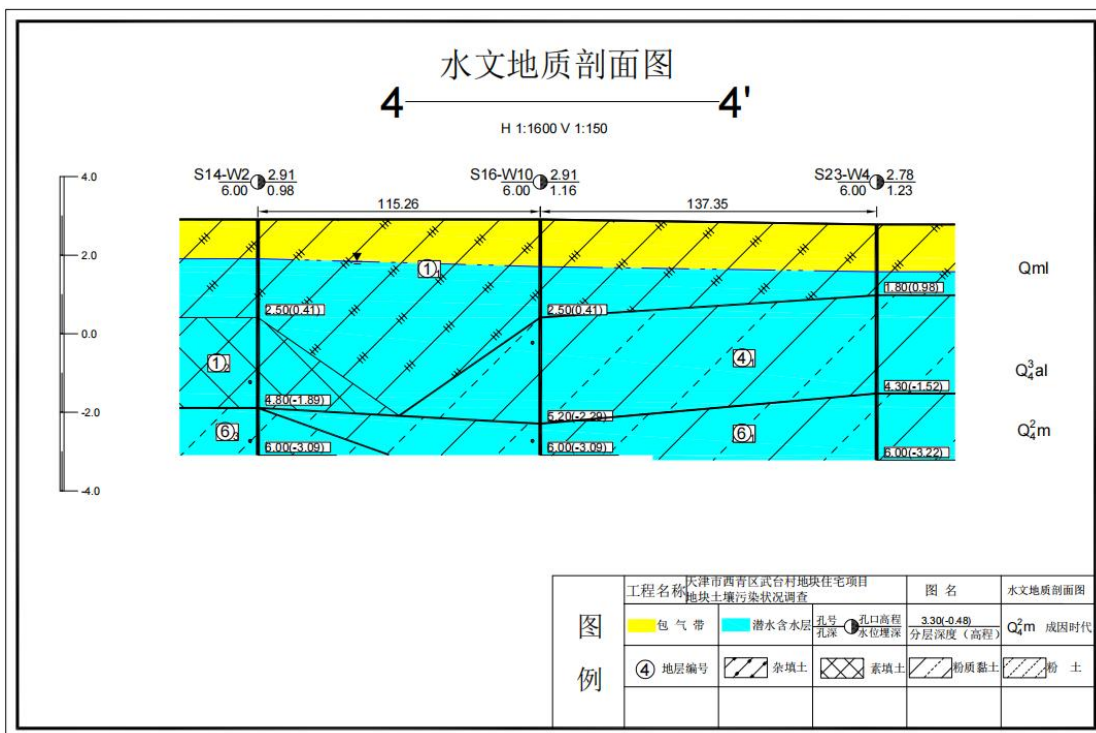 水文地质剖面图
4 4'
H 1:1600 V 1:150
S14-W2 2.91
6.00 0.98
S16-W10 2.91
6.00 1.16
S23-W4 2.78
6.00 1.23
115.26 137.35
4.0
2.0
0.0
-2.0
-4.0
①₁
2.50(0.41)
2.50(0.41)
1.80(0.98)
①₂
④₁
4.80(-1.89)
5.20(-2.29)
4.30(-1.52)
⑥₃
⑥₁
6.00(-3.09)
6.00(-3.09)
6.00(-3.22)
Qml
Q₄³al
Q₄²m
图例
工程名称 天津市西青区武台村地块住宅项目
地块土壤污染状况调查
图 名 水文地质剖面图
包 气 带 潜水含水层 孔号 孔口高程 3.30(-0.48) Q₄²m 成因时代
孔深 水位埋深 分层深度(高程)
④ 地层编号 杂填土 素填土 粉质黏土 粉 土